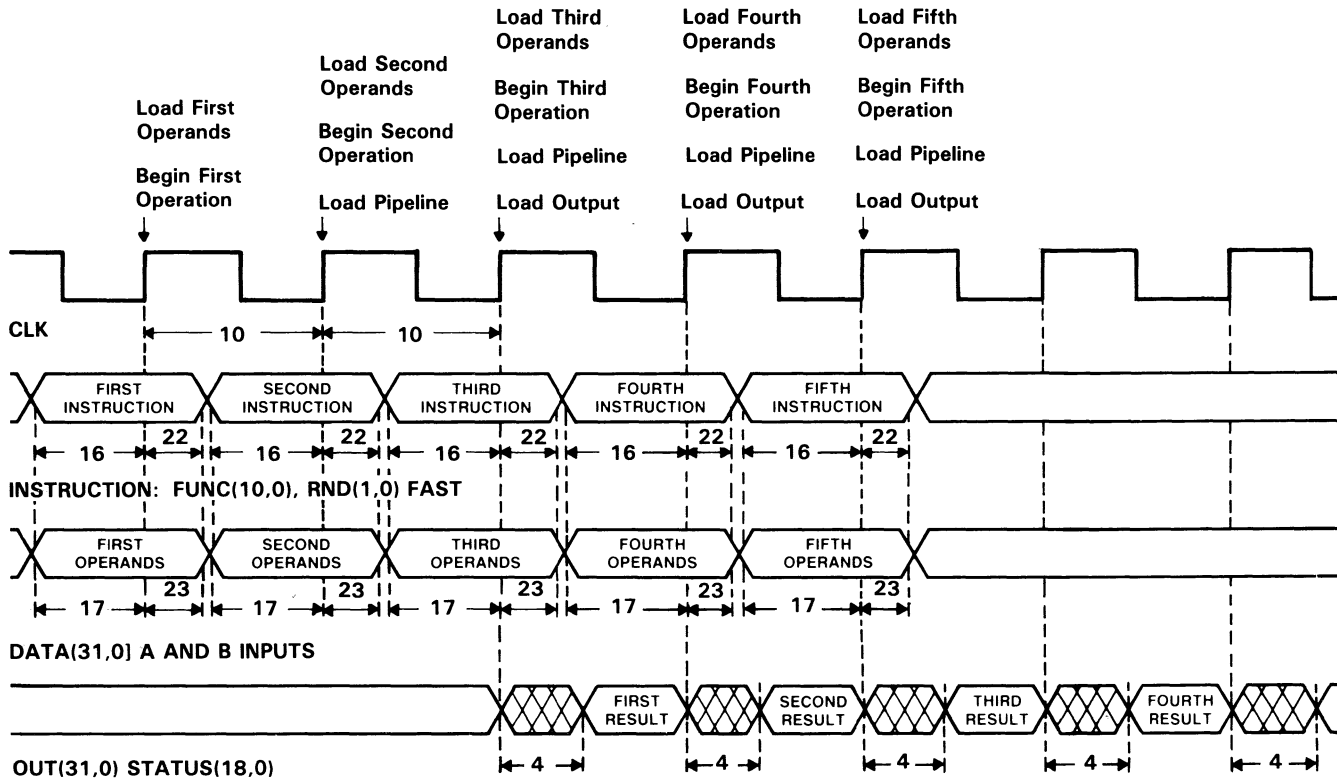 Load First
Operands
Begin First
Operation
Load Second
Operands
Begin Second
Operation
Load Pipeline
Load Third
Operands
Begin Third
Operation
Load Pipeline
Load Output
Load Fourth
Operands
Begin Fourth
Operation
Load Pipeline
Load Output
Load Fifth
Operands
Begin Fifth
Operation
Load Pipeline
Load Output
CLK
10 10
FIRST INSTRUCTION
SECOND INSTRUCTION
THIRD INSTRUCTION
FOURTH INSTRUCTION
FIFTH INSTRUCTION
16 22 16 22 16 22 16 22 16 22
INSTRUCTION: FUNC(10,0), RND(1,0) FAST
FIRST OPERANDS
SECOND OPERANDS
THIRD OPERANDS
FOURTH OPERANDS
FIFTH OPERANDS
17 23 17 23 17 23 17 23 17 23
DATA(31,0] A AND B INPUTS
FIRST RESULT
SECOND RESULT
THIRD RESULT
FOURTH RESULT
4 4 4 4 4
OUT(31,0) STATUS(18,0)